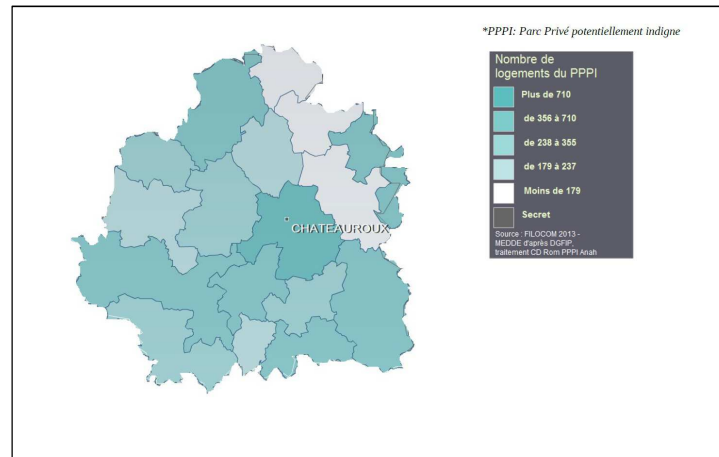 *PPPI: Parc Privé potentiellement indigne
Nombre de
logements du PPPI
Plus de 710
de 356 à 710
de 238 à 355
de 179 à 237
Moins de 179
Secret
Source : FILOCOM 2013 -
MEDDE d'après DGFIP,
traitement CD Rom PPPI Anah
CHATEAUROUX